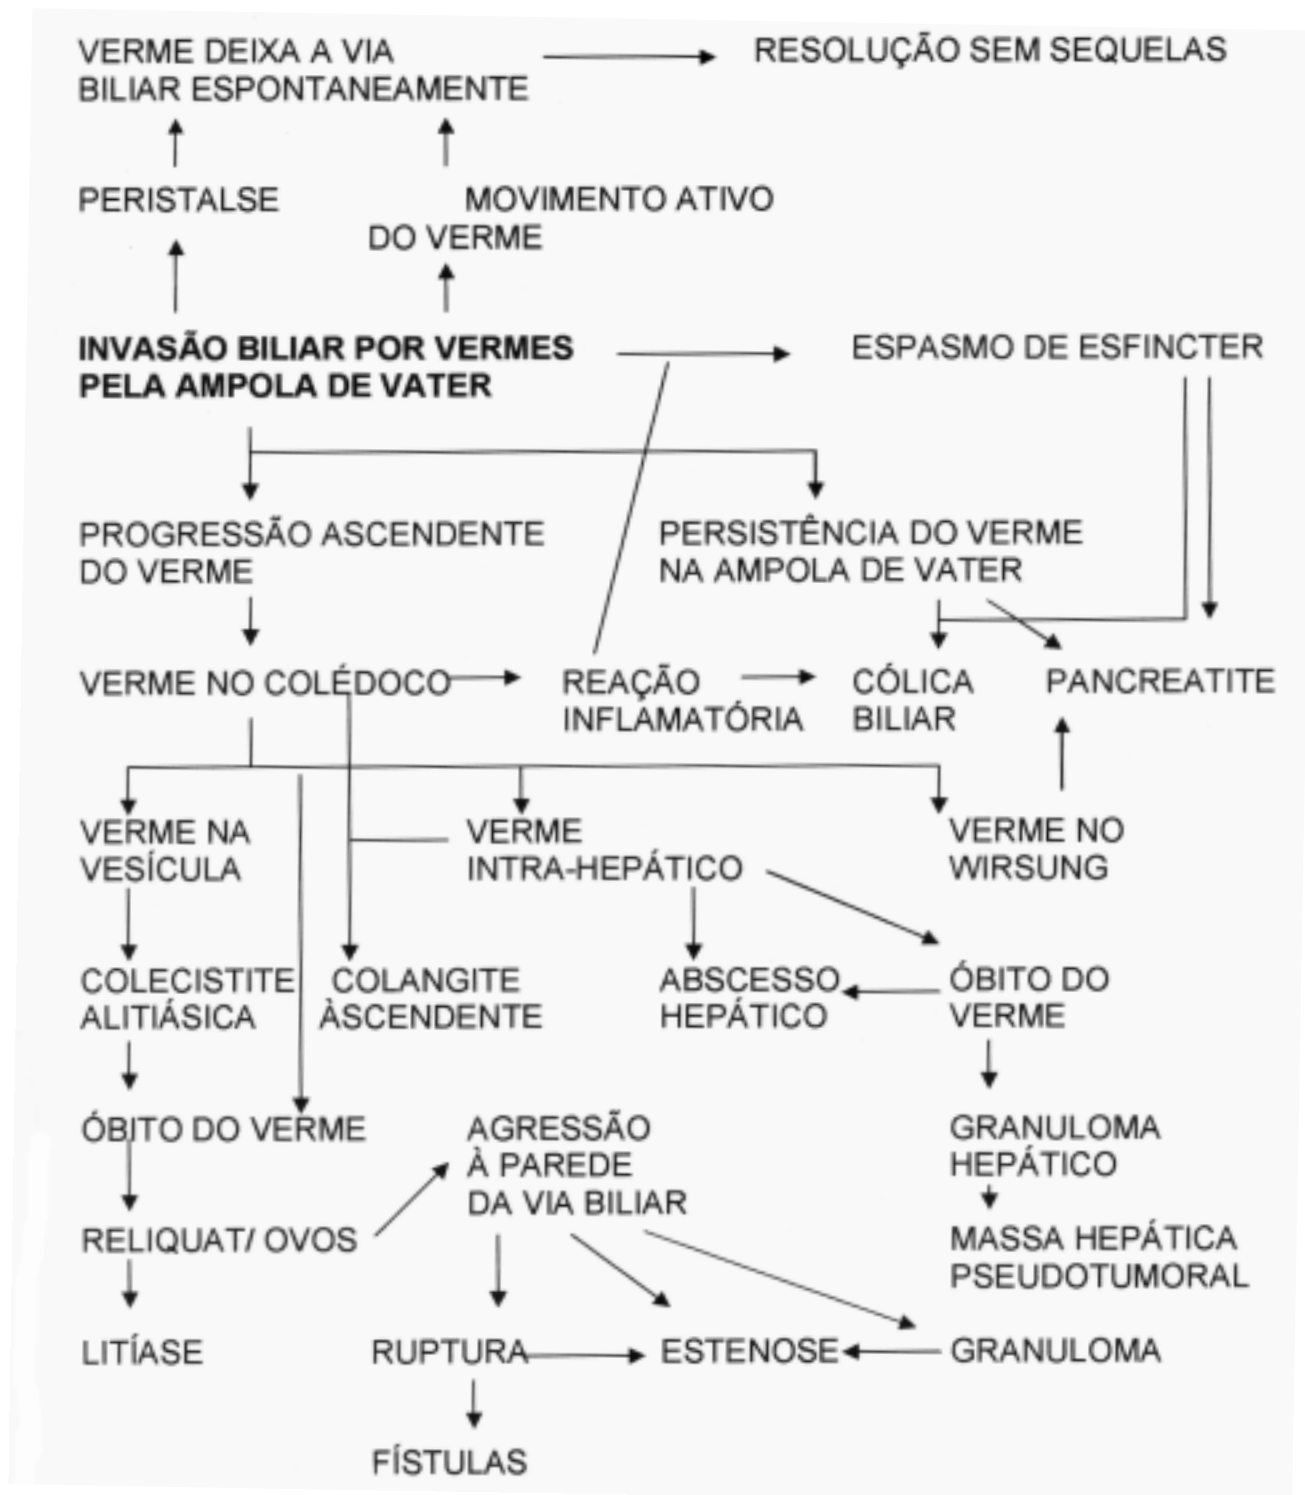 VERME DEIXA A VIA
BILIAR ESPONTANEAMENTE
RESOLUÇÃO SEM SEQUELAS
PERISTALSE
MOVIMENTO ATIVO
DO VERME
INVASÃO BILIAR POR VERMES
PELA AMPOLA DE VATER
ESPASMO DE ESFINCTER
PROGRESSÃO ASCENDENTE
DO VERME
PERSISTÊNCIA DO VERME
NA AMPOLA DE VATER
VERME NO COLÉDOCO
REAÇÃO
INFLAMATÓRIA
CÓLICA
BILIAR
PANCREATITE
VERME NA
VESÍCULA
VERME
INTRA-HEPÁTICO
VERME NO
WIRSUNG
COLECISTITE
ALITIÁSICA
COLANGITE
ÀSCENDENTE
ABSCESSO
HEPÁTICO
ÓBITO DO
VERME
ÓBITO DO VERME
AGRESSÃO
À PAREDE
DA VIA BILIAR
GRANULOMA
HEPÁTICO
RELIQUAT/ OVOS
MASSA HEPÁTICA
PSEUDOTUMORAL
LITÍASE
RUPTURA
ESTENOSE
GRANULOMA
FÍSTULAS